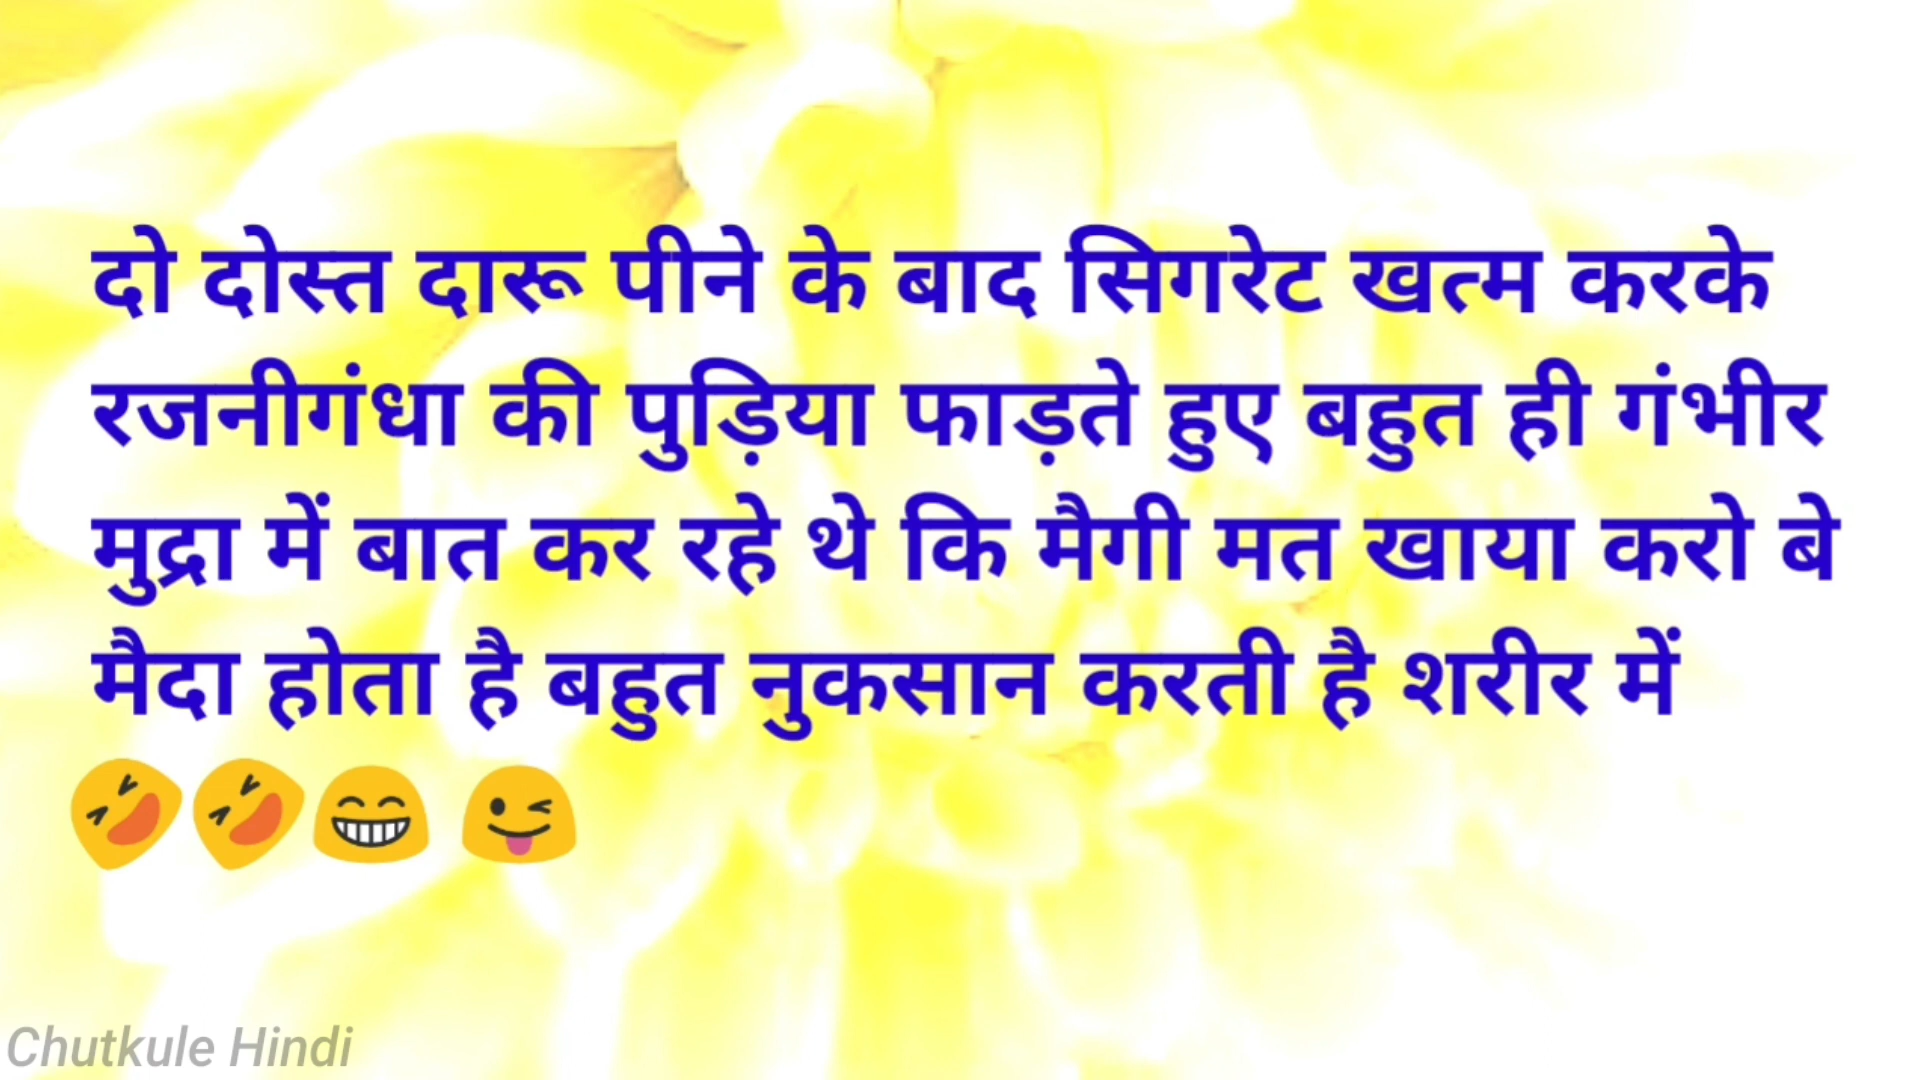 दो दोस्त दारू पीने के बाद सिगरेट खत्म करके
रजनीगंधा की पुड़िया फाड़ते हुए बहुत ही गंभीर
मुद्रा में बात कर रहे थे कि मैगी मत खाया करो बे
मैदा होता है बहुत नुकसान करती है शरीर में
🤣🤣😁 😜
Chutkule Hindi